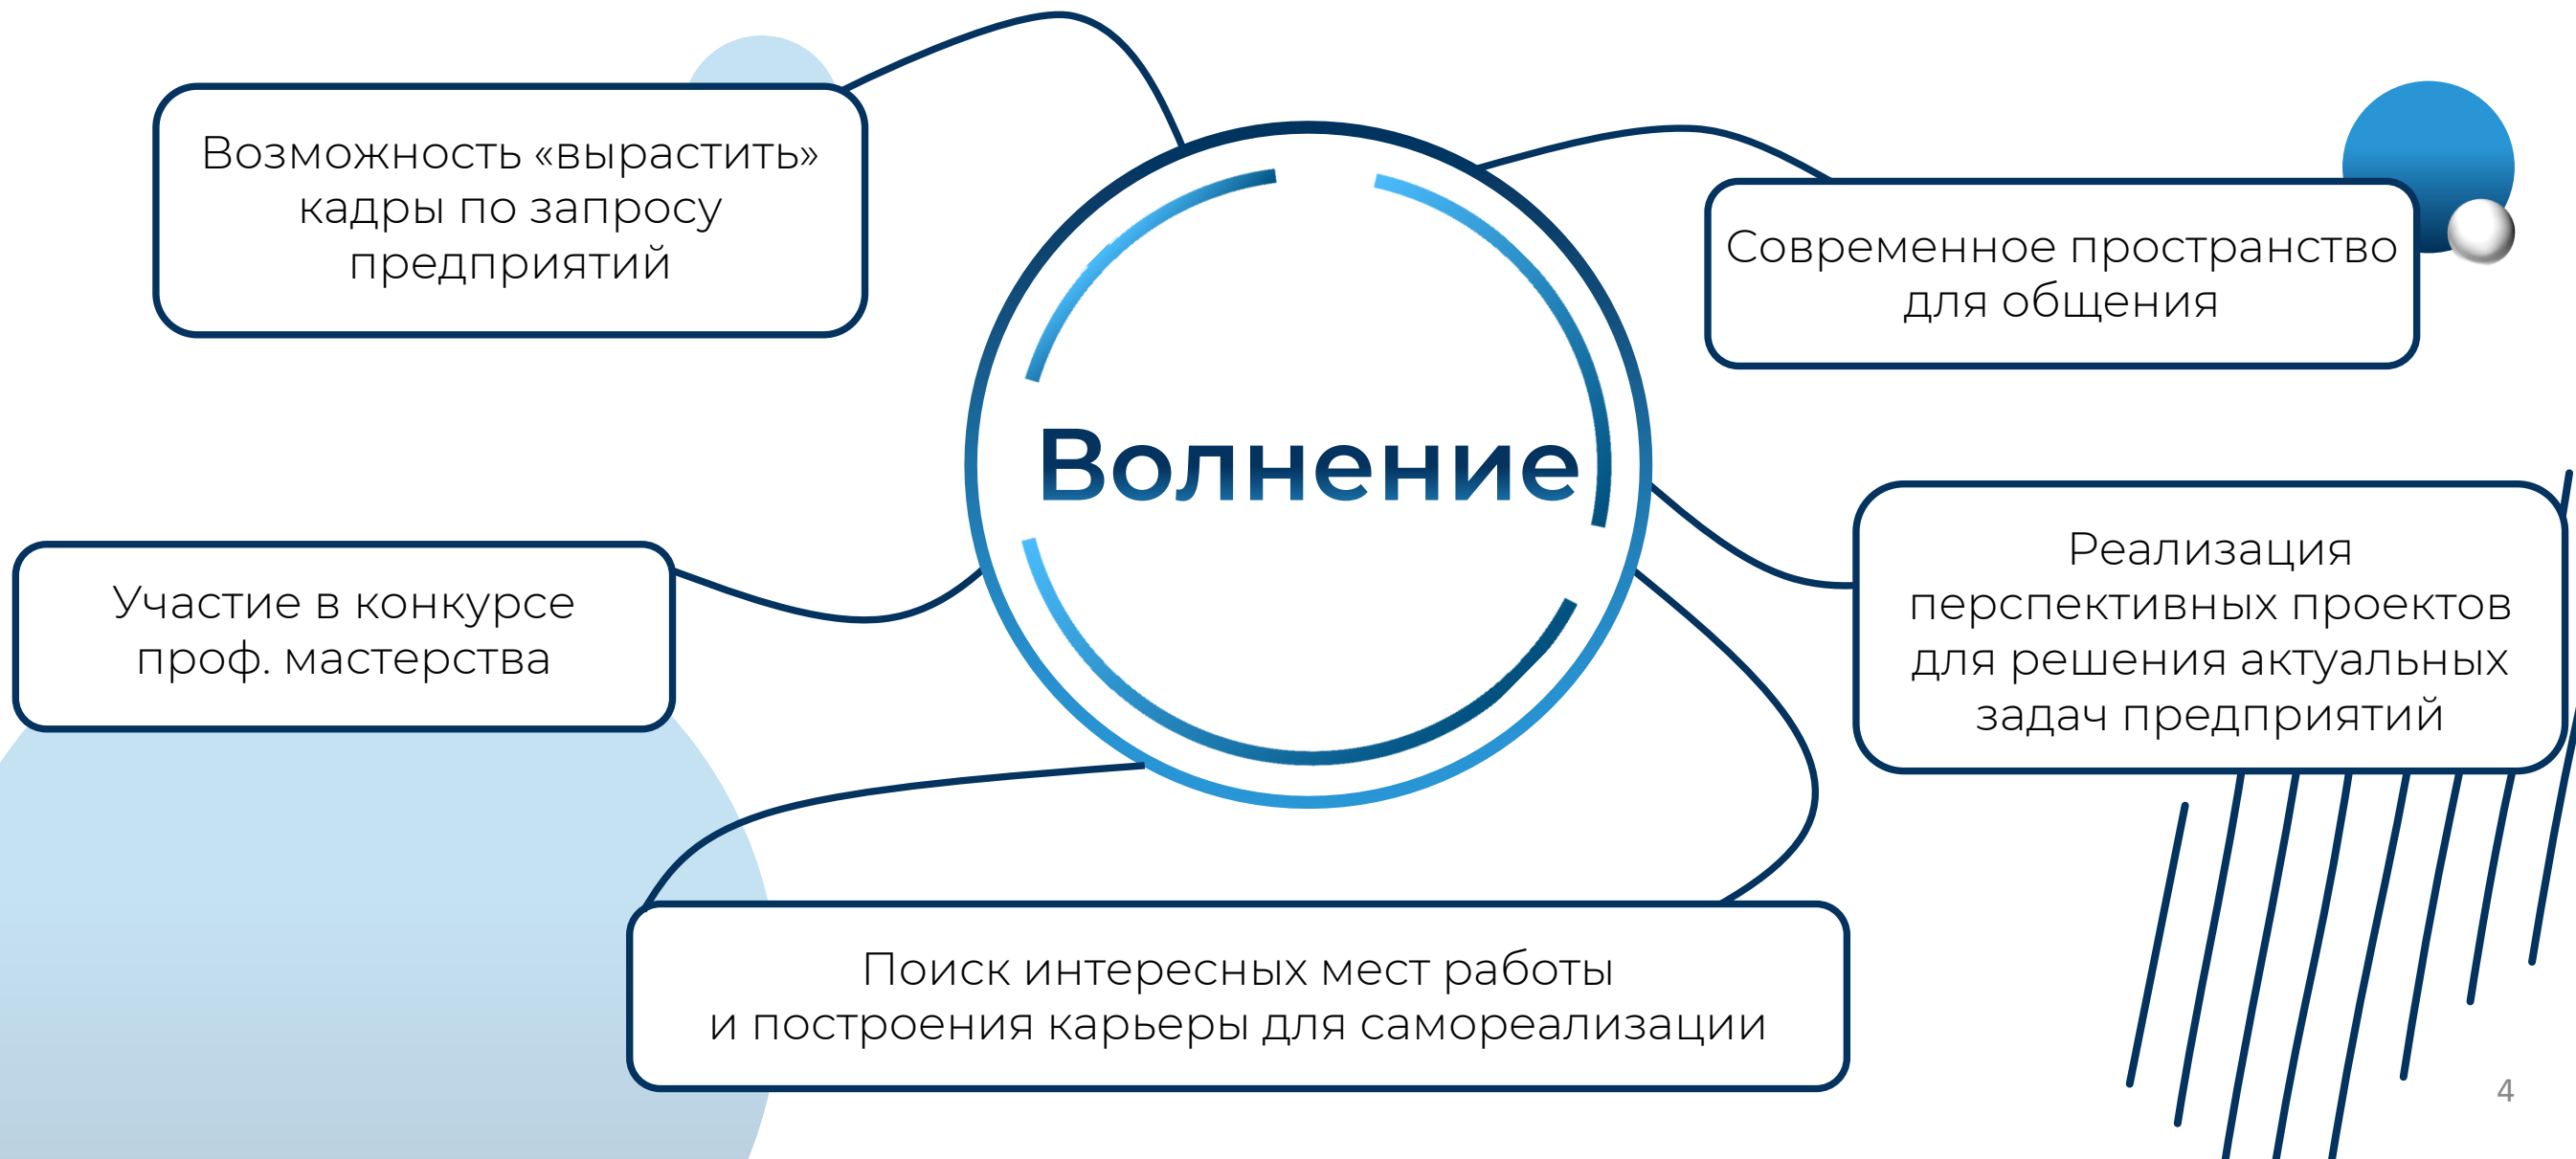 Возможность «вырастить»
кадры по запросу
предприятий
Современное пространство
для общения
Волнение
Участие в конкурсе
проф. мастерства
Реализация
перспективных проектов
для решения актуальных
задач предприятий
Поиск интересных мест работы
и построения карьеры для самореализации
4